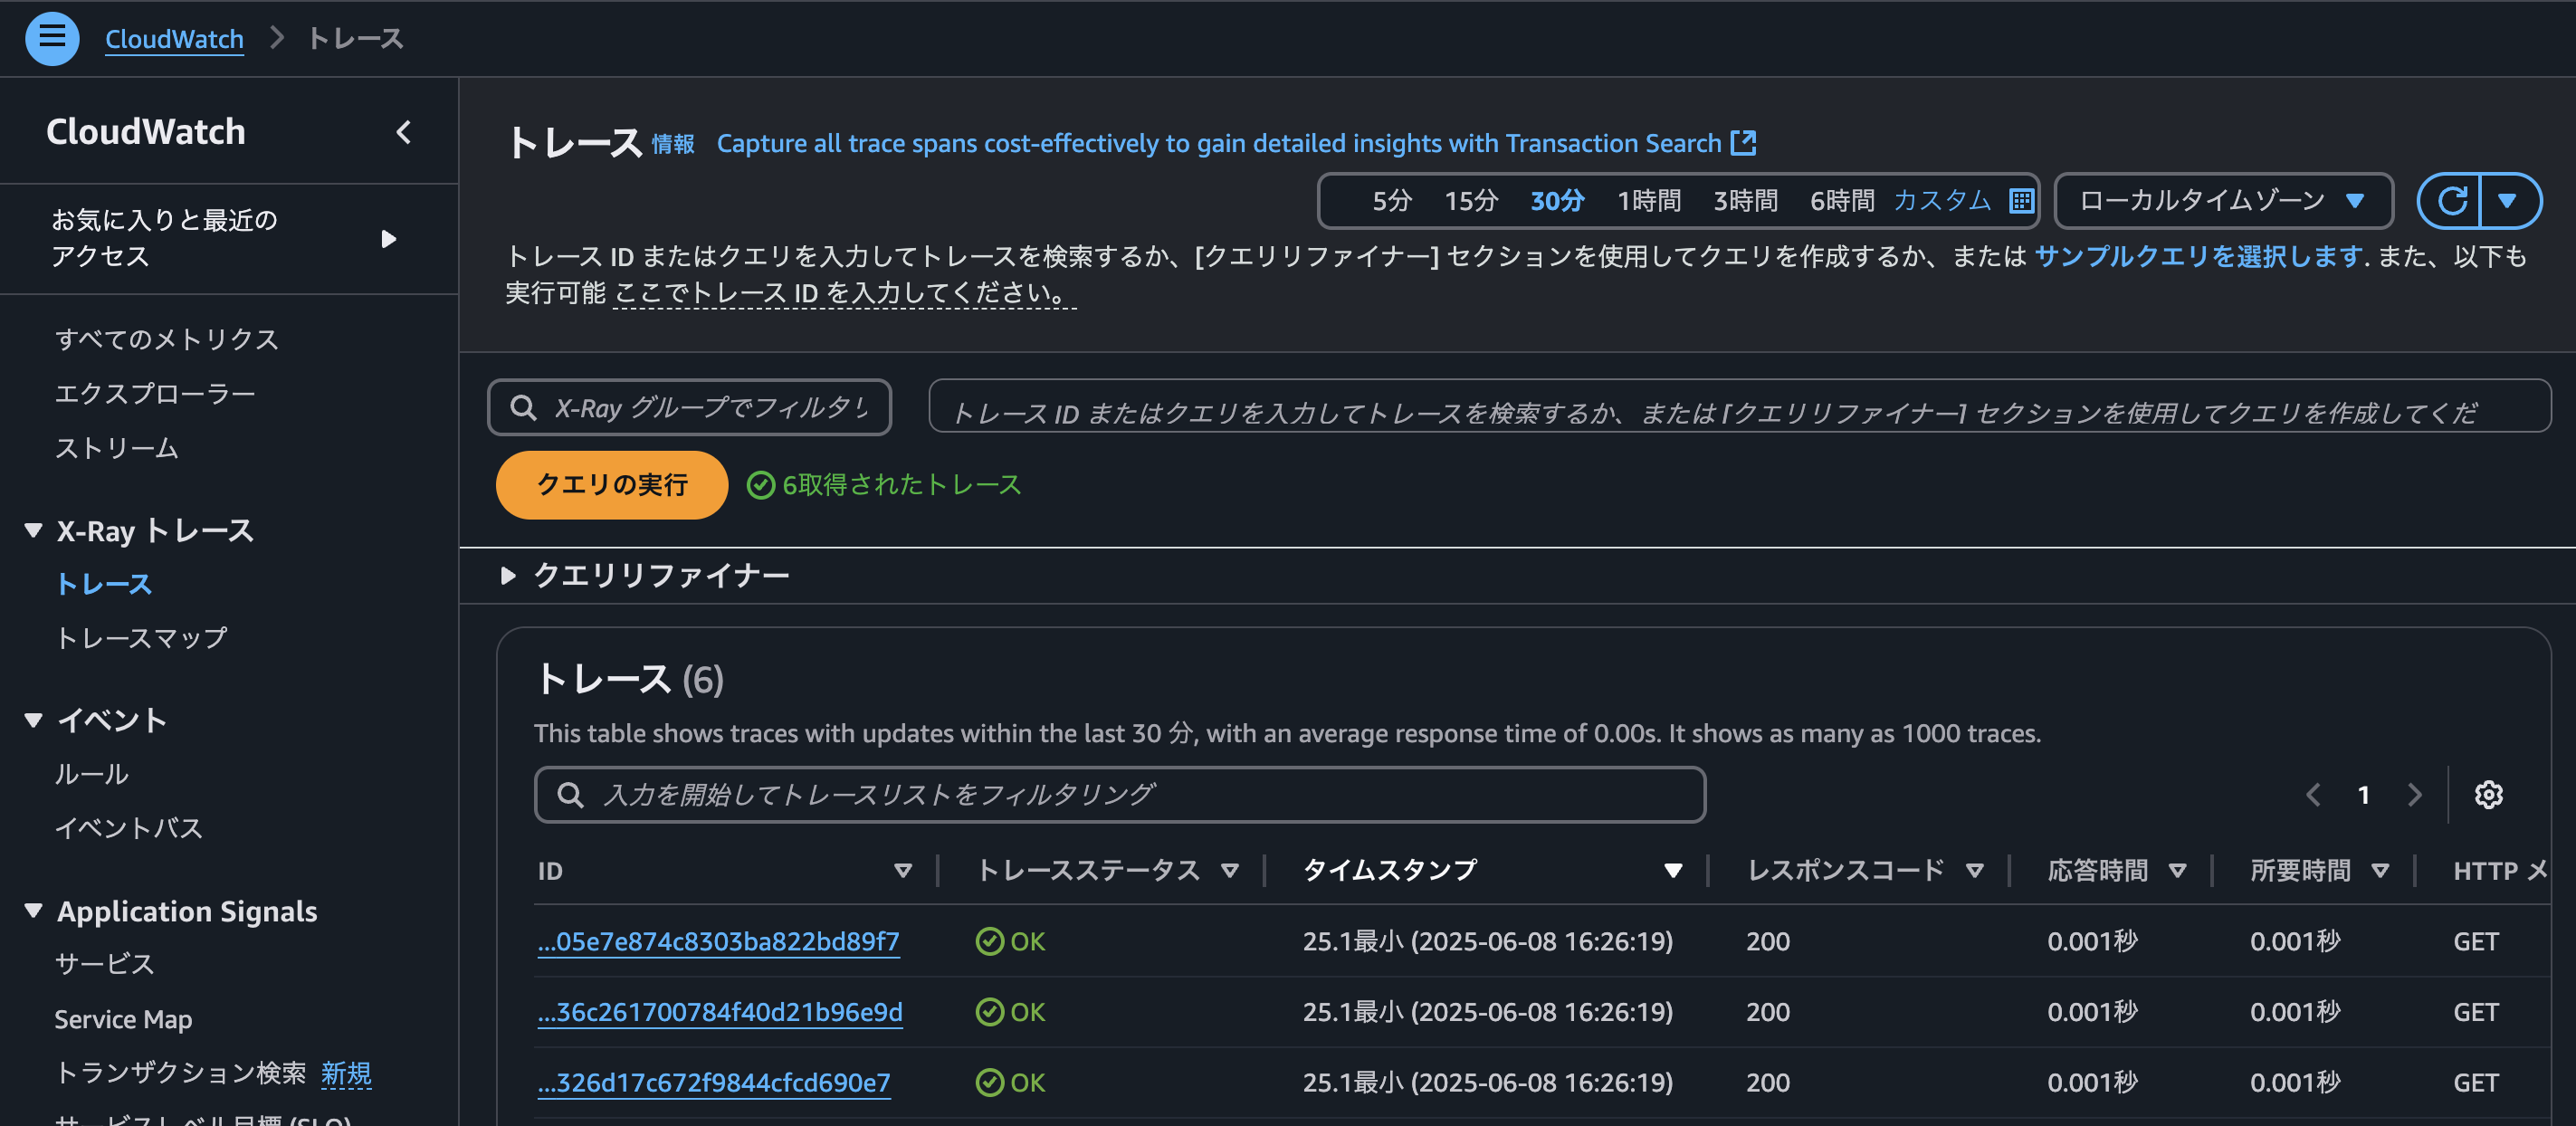 CloudWatch > トレース
CloudWatch
お気に入りと最近の
アクセス
すべてのメトリクス
エクスプローラー
ストリーム
X-Ray トレース
トレース
トレースマップ
イベント
ルール
イベントバス
Application Signals
サービス
Service Map
トランザクション検索 新規
サービスレベル目標 (SLO)
トレース 情報 Capture all trace spans cost-effectively to gain detailed insights with Transaction Search
5分 15分 30分 1時間 3時間 6時間 カスタム ローカルタイムゾーン
トレース ID またはクエリを入力してトレースを検索するか、[クエリリファイナー] セクションを使用してクエリを作成するか、または サンプルクエリを選択します. また、以下も
実行可能 ここでトレース ID を入力してください。
X-Ray グループでフィルタリ
トレース ID またはクエリを入力してトレースを検索するか、または [クエリリファイナー] セクションを使用してクエリを作成してくだ
クエリの実行 6取得されたトレース
クエリリファイナー
トレース (6)
This table shows traces with updates within the last 30 分, with an average response time of 0.00s. It shows as many as 1000 traces.
入力を開始してトレースリストをフィルタリング
1
ID トレースステータス タイムスタンプ レスポンスコード 応答時間 所要時間 HTTP メ
...05e7e874c8303ba822bd89f7 OK 25.1最小 (2025-06-08 16:26:19) 200 0.001秒 0.001秒 GET
...36c261700784f40d21b96e9d OK 25.1最小 (2025-06-08 16:26:19) 200 0.001秒 0.001秒 GET
...326d17c672f9844cfcd690e7 OK 25.1最小 (2025-06-08 16:26:19) 200 0.001秒 0.001秒 GET